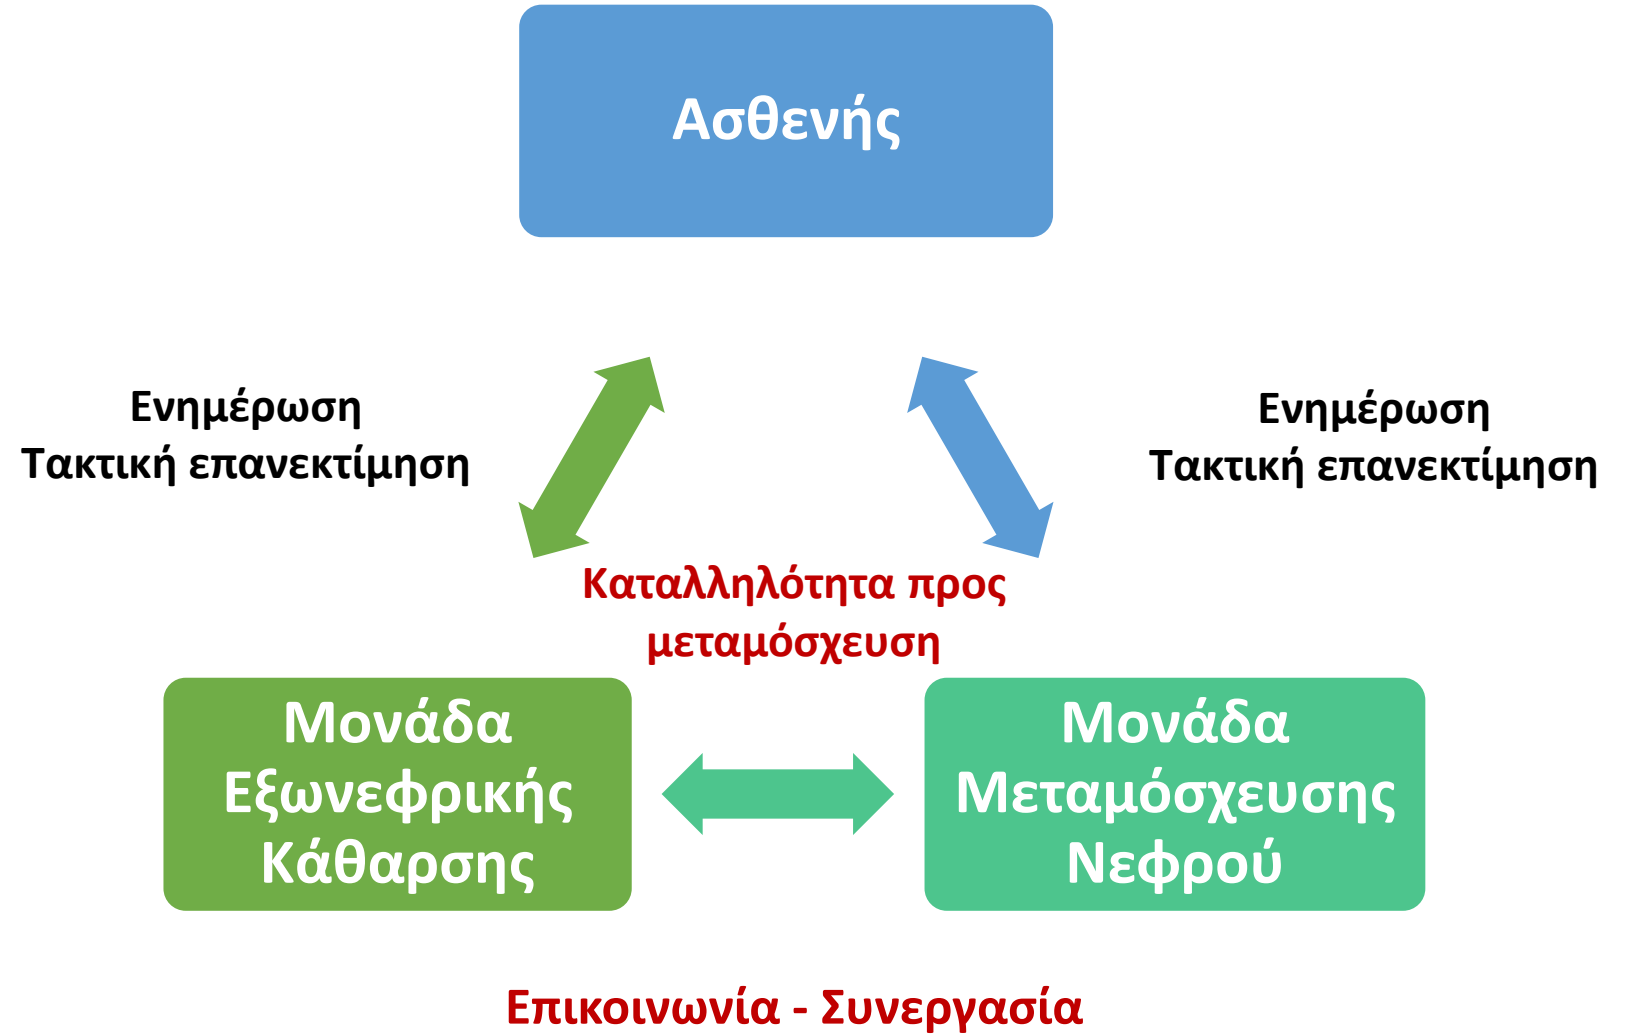 Ασθενής
Ενημέρωση
Τακτική επανεκτίμηση
Ενημέρωση
Τακτική επανεκτίμηση
Καταλληλότητα προς
μεταμόσχευση
Μονάδα
Εξωνεφρικής
Κάθαρσης
Μονάδα
Μεταμόσχευσης
Νεφρού
Επικοινωνία - Συνεργασία